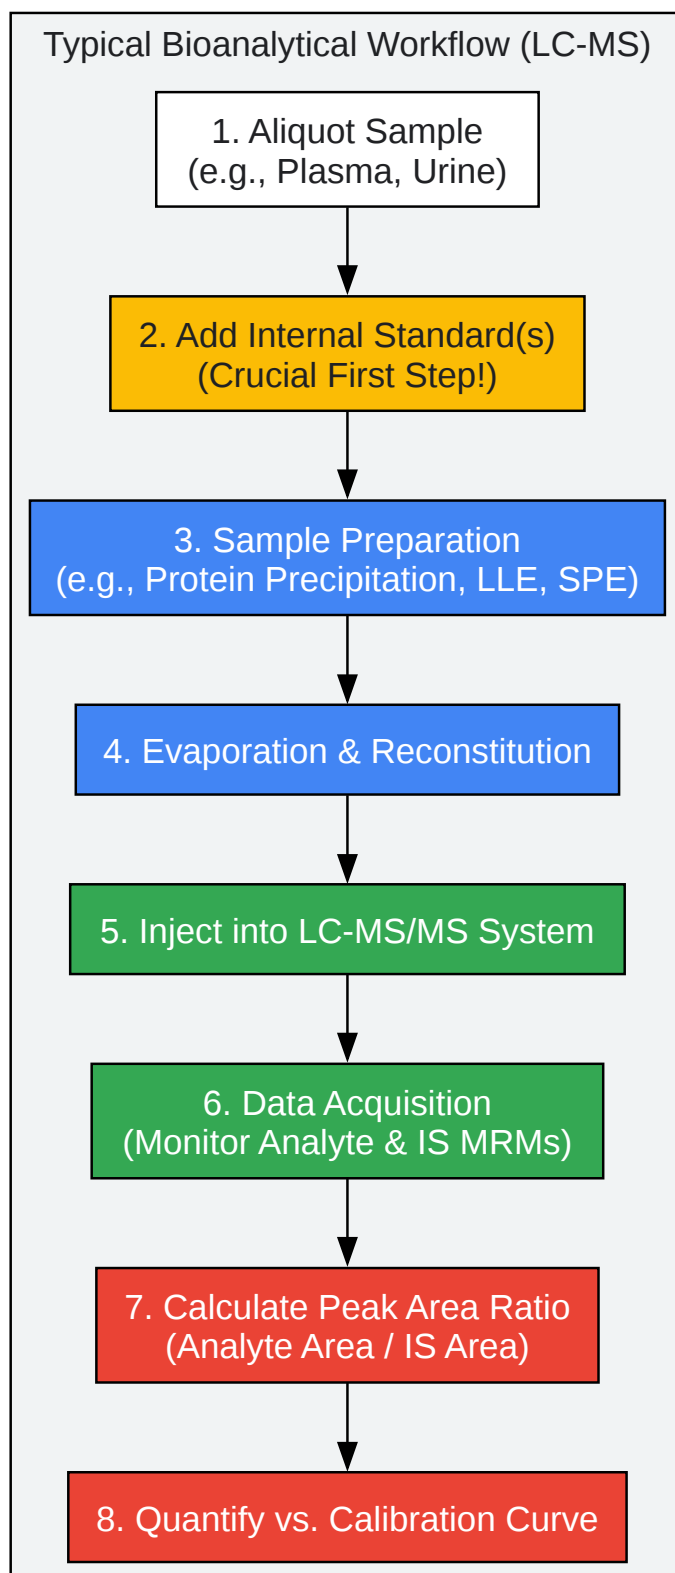 Typical Bioanalytical Workflow (LC-MS)
1. Aliquot Sample
(e.g., Plasma, Urine)
2. Add Internal Standard(s)
(Crucial First Step!)
3. Sample Preparation
(e.g., Protein Precipitation, LLE, SPE)
4. Evaporation & Reconstitution
5. Inject into LC-MS/MS System
6. Data Acquisition
(Monitor Analyte & IS MRMs)
7. Calculate Peak Area Ratio
(Analyte Area / IS Area)
8. Quantify vs. Calibration Curve